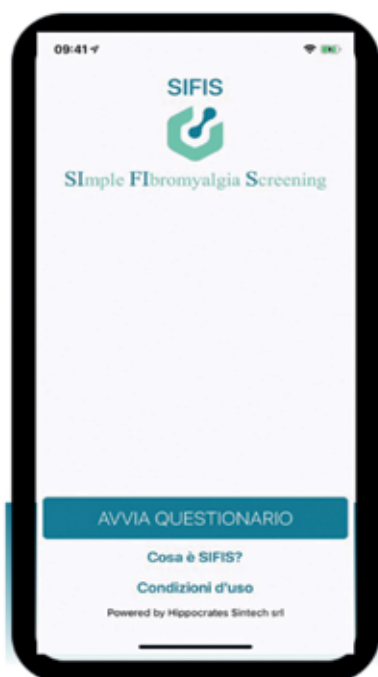 09:41
SIFIS
SImple FIbromyalgia Screening
AVVIA QUESTIONARIO
Cosa è SIFIS?
Condizioni d'uso
Powered by Hippocrates Sintech srl